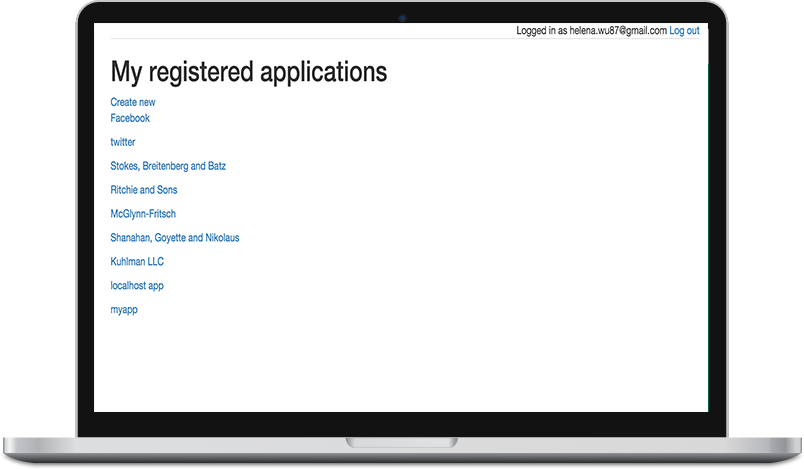 Logged in as helena.wu87@gmail.com Log out
My registered applications
Create new
Facebook
twitter
Stokes, Breitenberg and Batz
Ritchie and Sons
McGlynn-Fritsch
Shanahan, Goyette and Nikolaus
Kuhlman LLC
localhost app
myapp